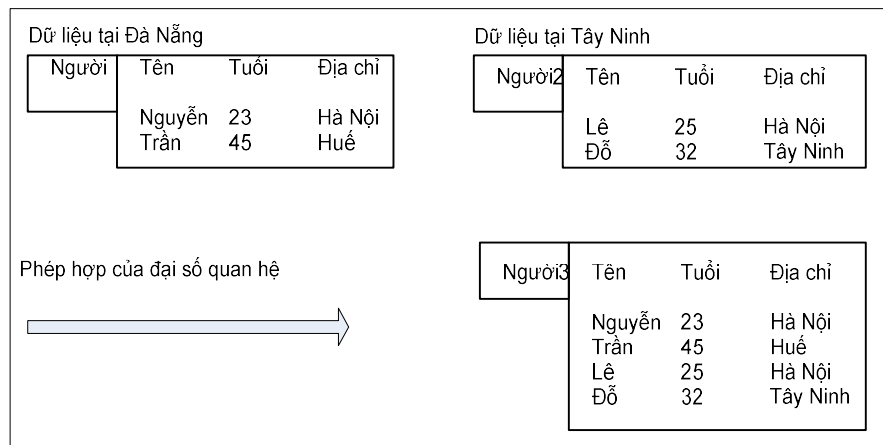 Dữ liệu tại Đà Nẵng
Người Tên Tuổi Địa chỉ
Nguyễn 23 Hà Nội
Trần 45 Huế
Dữ liệu tại Tây Ninh
Người2 Tên Tuổi Địa chỉ
Lê 25 Hà Nội
Đỗ 32 Tây Ninh
Phép hợp của đại số quan hệ
Người3 Tên Tuổi Địa chỉ
Nguyễn 23 Hà Nội
Trần 45 Huế
Lê 25 Hà Nội
Đỗ 32 Tây Ninh